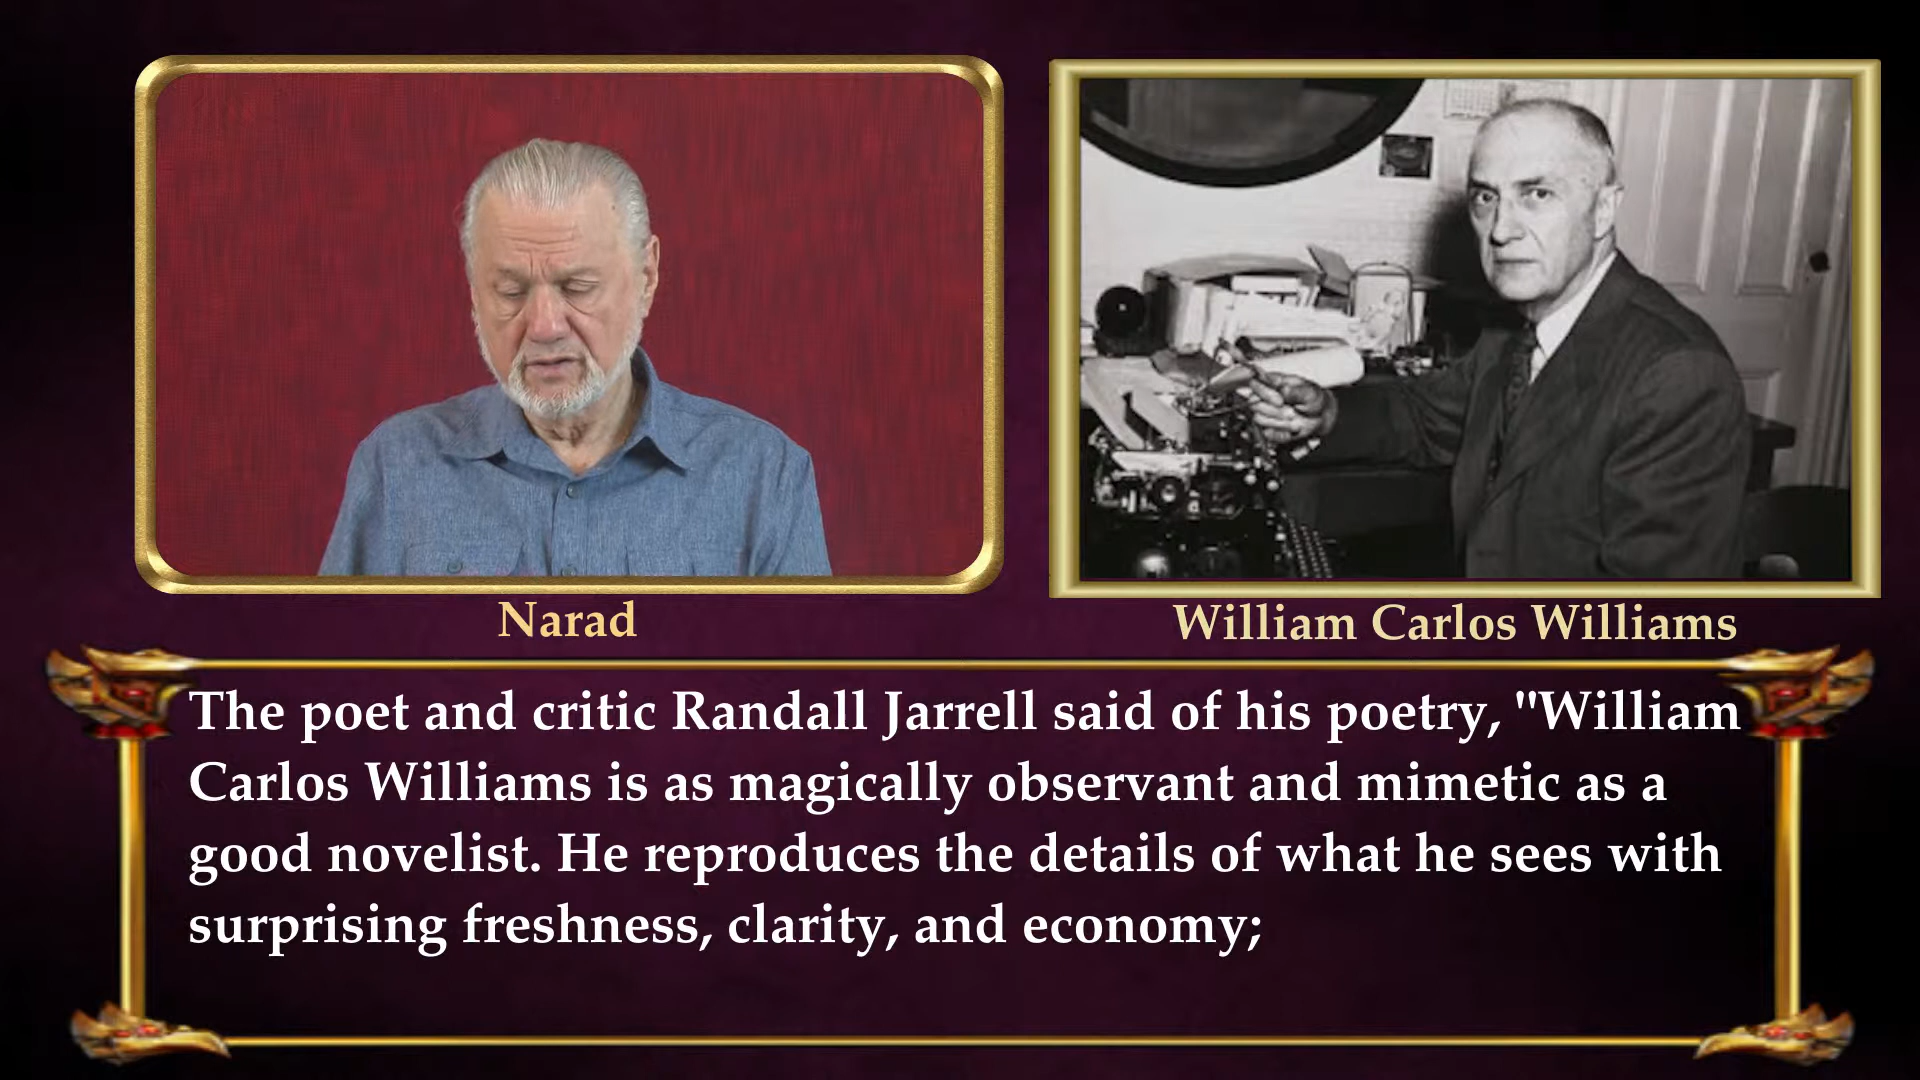 Narad
William Carlos Williams
The poet and critic Randall Jarrell said of his poetry, "William
Carlos Williams is as magically observant and mimetic as a
good novelist. He reproduces the details of what he sees with
surprising freshness, clarity, and economy;